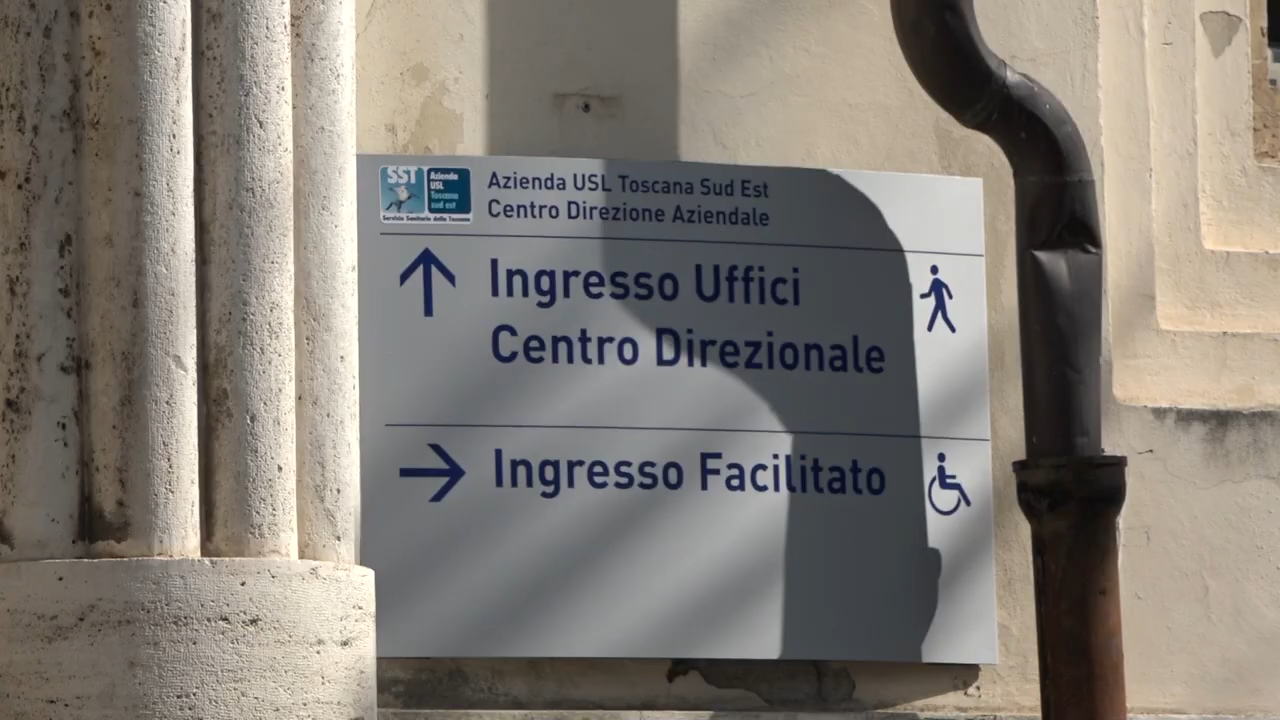 SST
Azienda
USL
Toscana
sud est
Servizio Sanitario della Toscana
Azienda USL Toscana Sud Est
Centro Direzione Aziendale
Ingresso Uffici
Centro Direzionale
Ingresso Facilitato